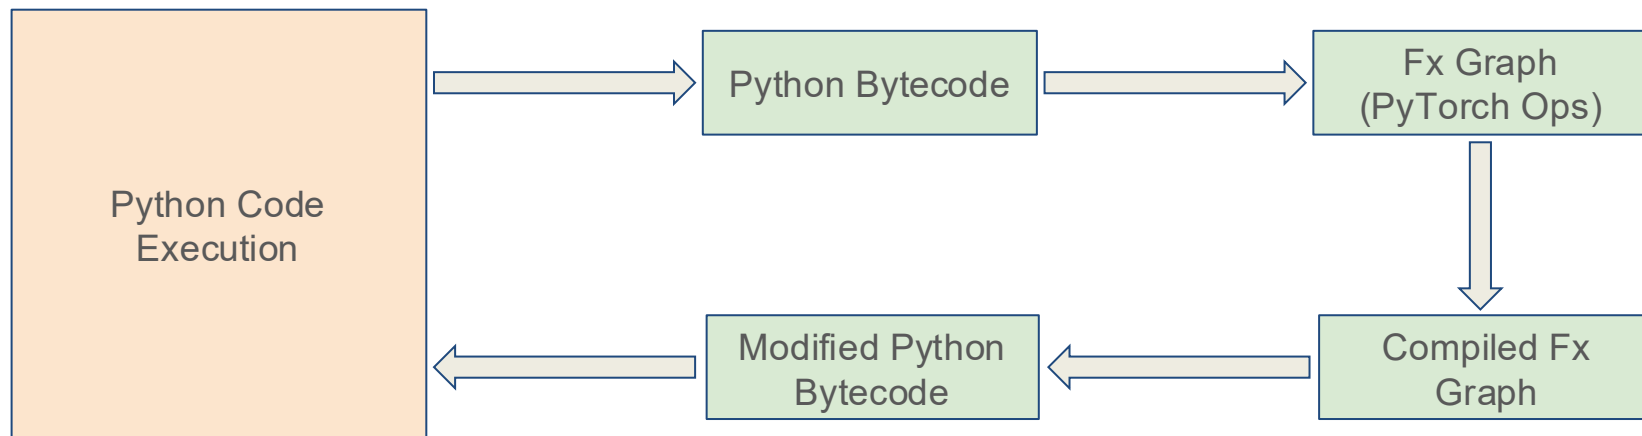 Python Bytecode
Fx Graph
(PyTorch Ops)
Python Code
Execution
Modified Python
Bytecode
Compiled Fx
Graph